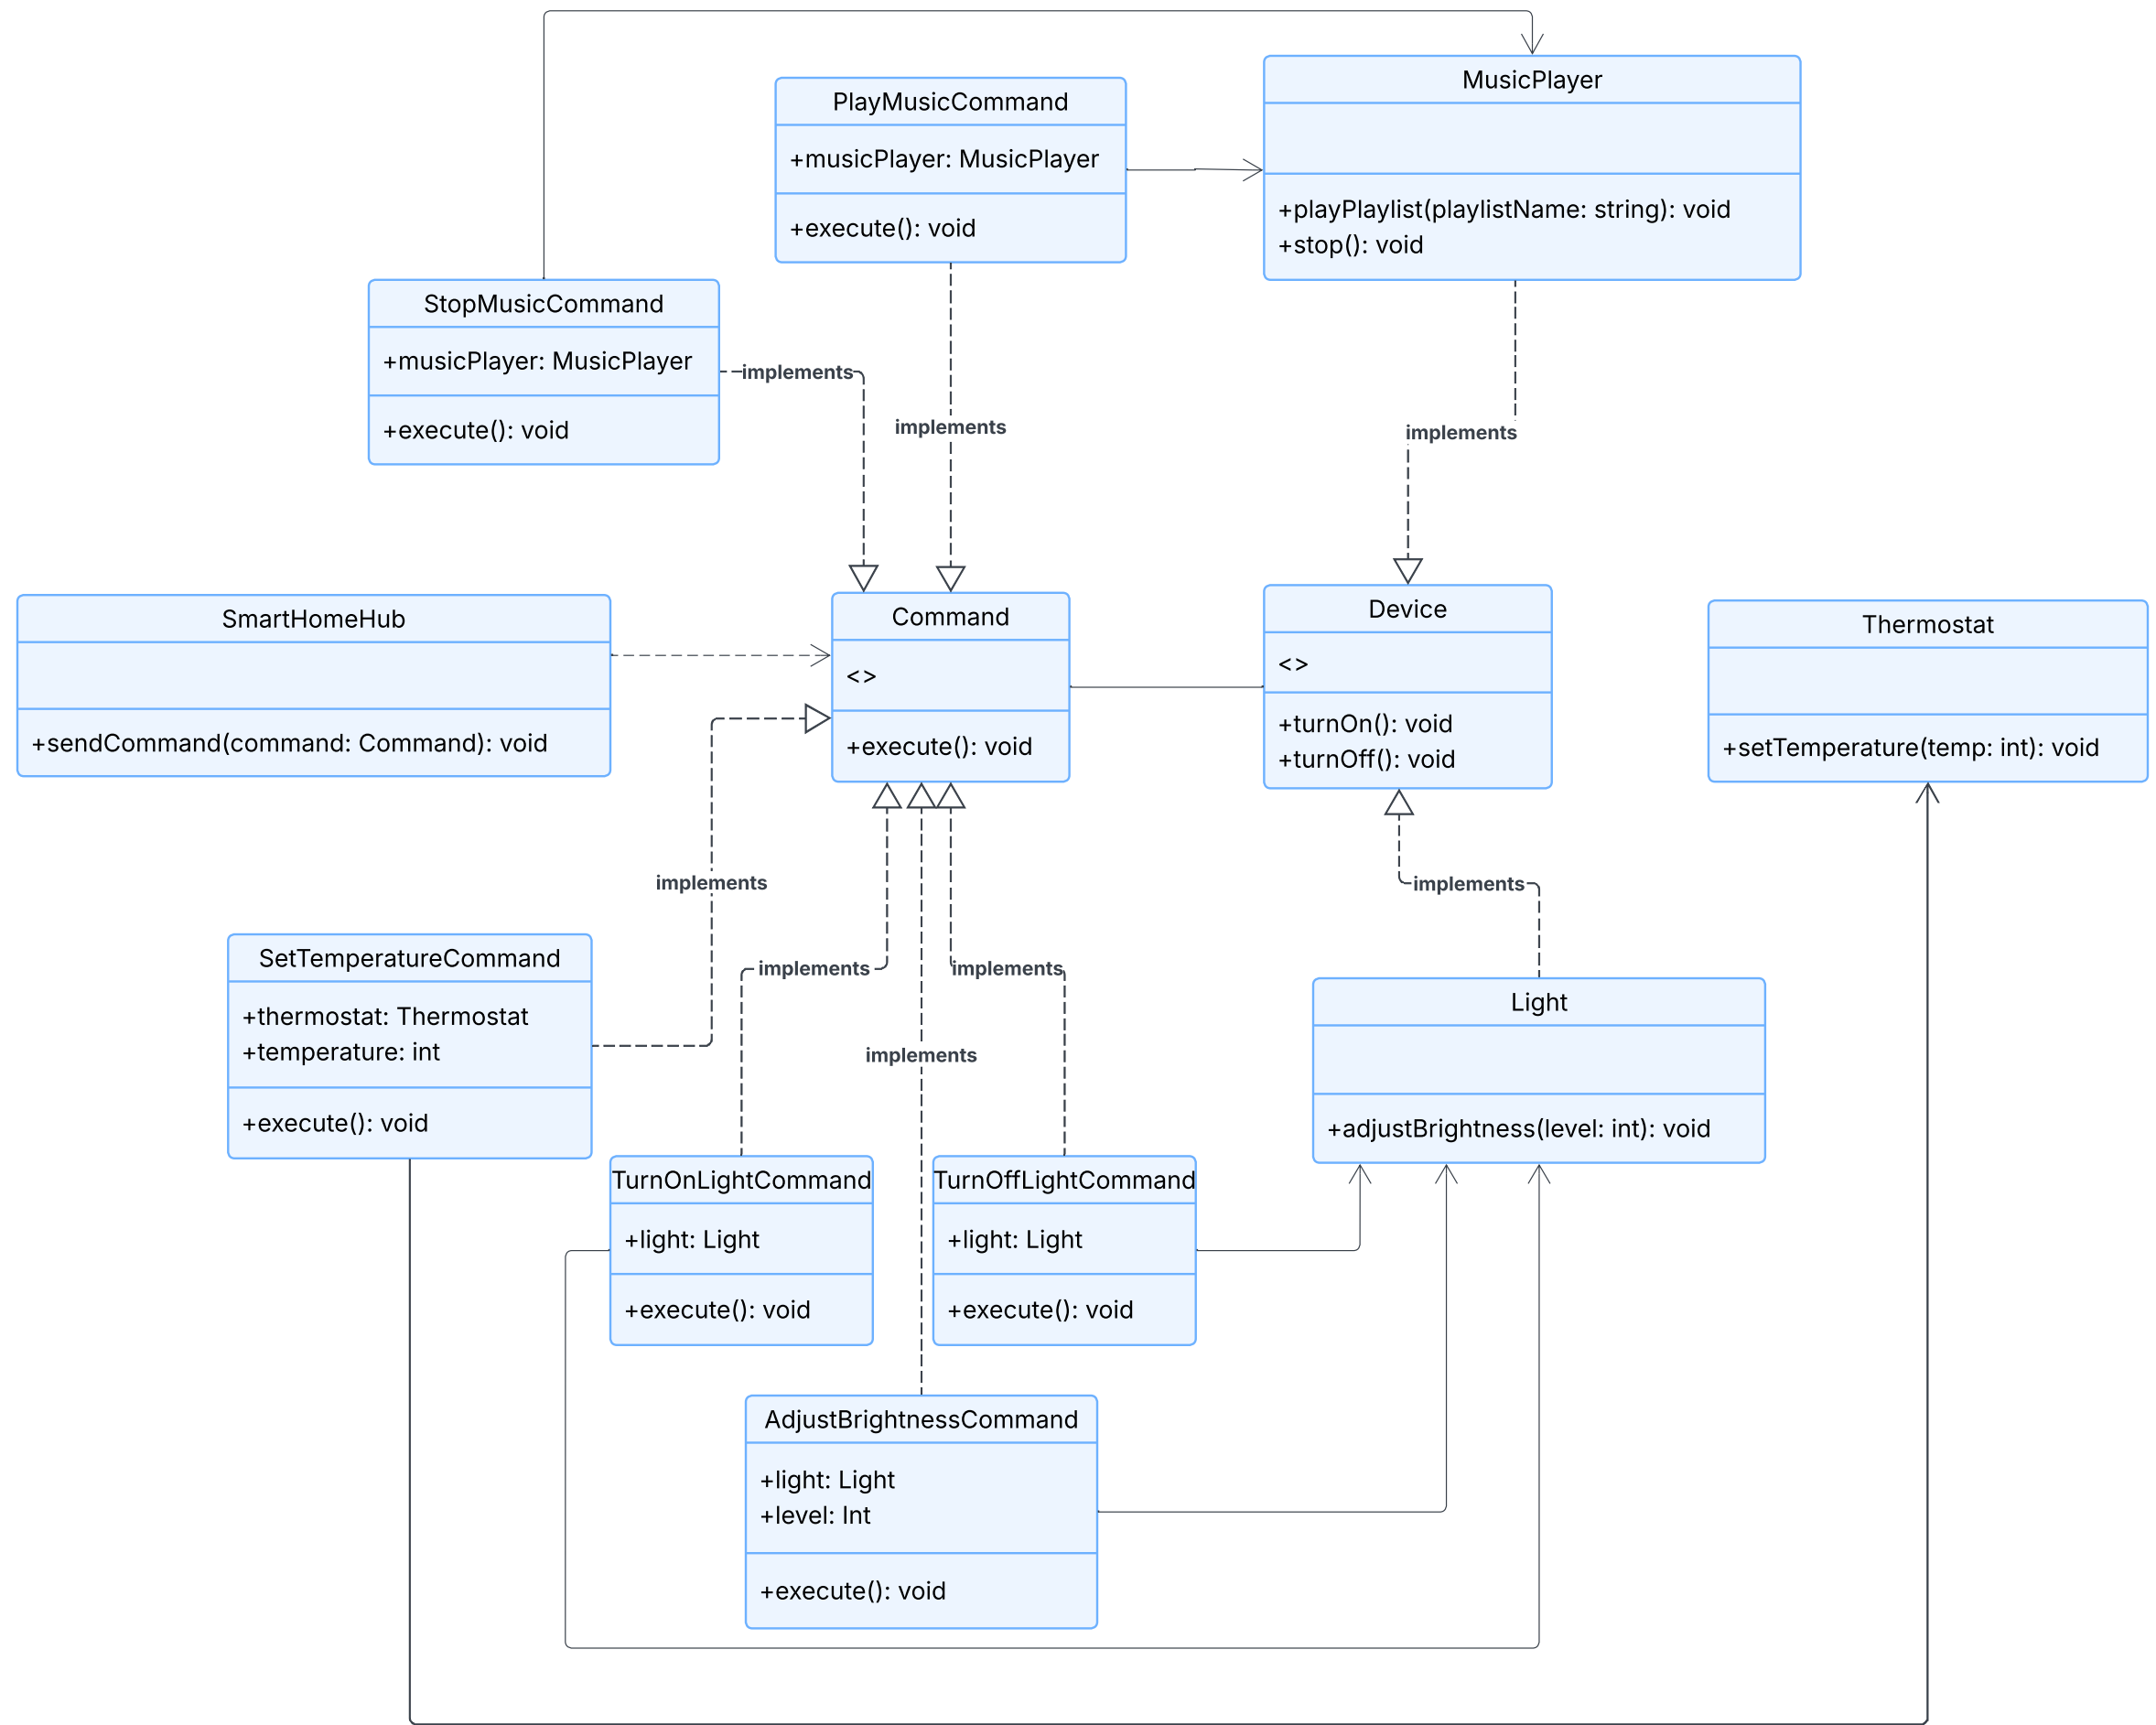 MusicPlayer
+playPlaylist(playlistName: string): void
+stop(): void
PlayMusicCommand
+musicPlayer: MusicPlayer
+execute(): void
StopMusicCommand
+musicPlayer: MusicPlayer
+execute(): void
implements
implements
implements
SmartHomeHub
+sendCommand(command: Command): void
Command
<>
+execute(): void
Device
<>
+turnOn(): void
+turnOff(): void
Thermostat
+setTemperature(temp: int): void
implements
implements
SetTemperatureCommand
+thermostat: Thermostat
+temperature: int
+execute(): void
implements
implements
implements
Light
+adjustBrightness(level: int): void
TurnOnLightCommand
+light: Light
+execute(): void
TurnOffLightCommand
+light: Light
+execute(): void
AdjustBrightnessCommand
+light: Light
+level: Int
+execute(): void